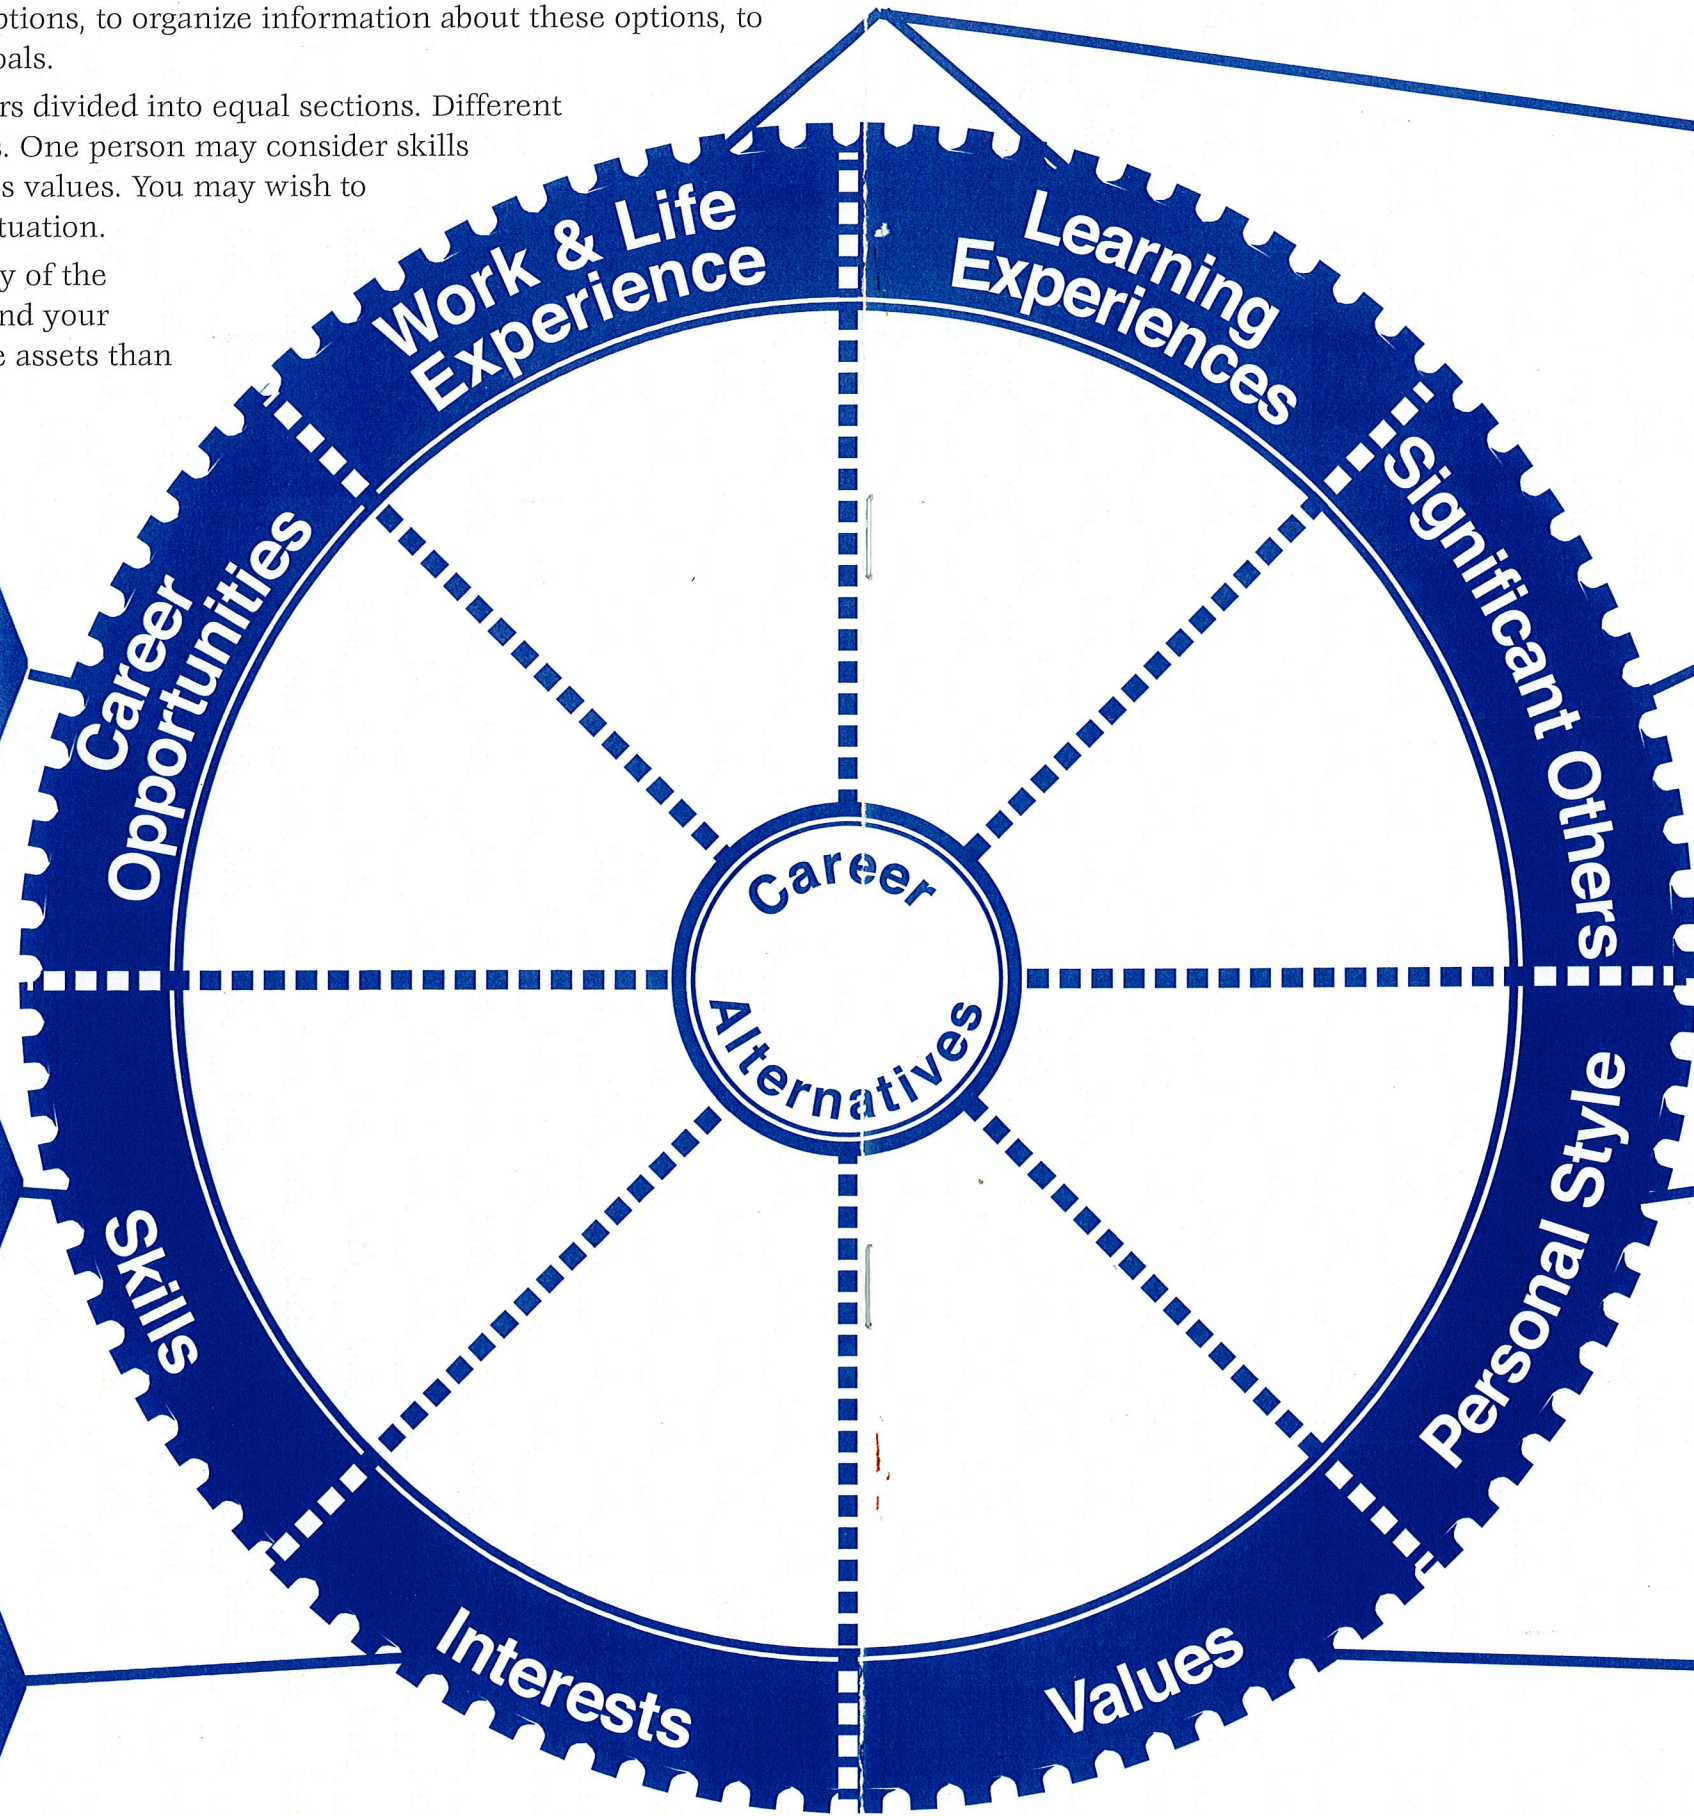 ptions, to organize information about these options, to
oals.
rs divided into equal sections. Different
s. One person may consider skills
s values. You may wish to
tuation.
y of the
nd your
e assets than
Work & Life
Experience
Learning
Experiences
Significant Others
Personal Style
Values
Interests
Skills
Career
Opportunities
Career
Alternatives